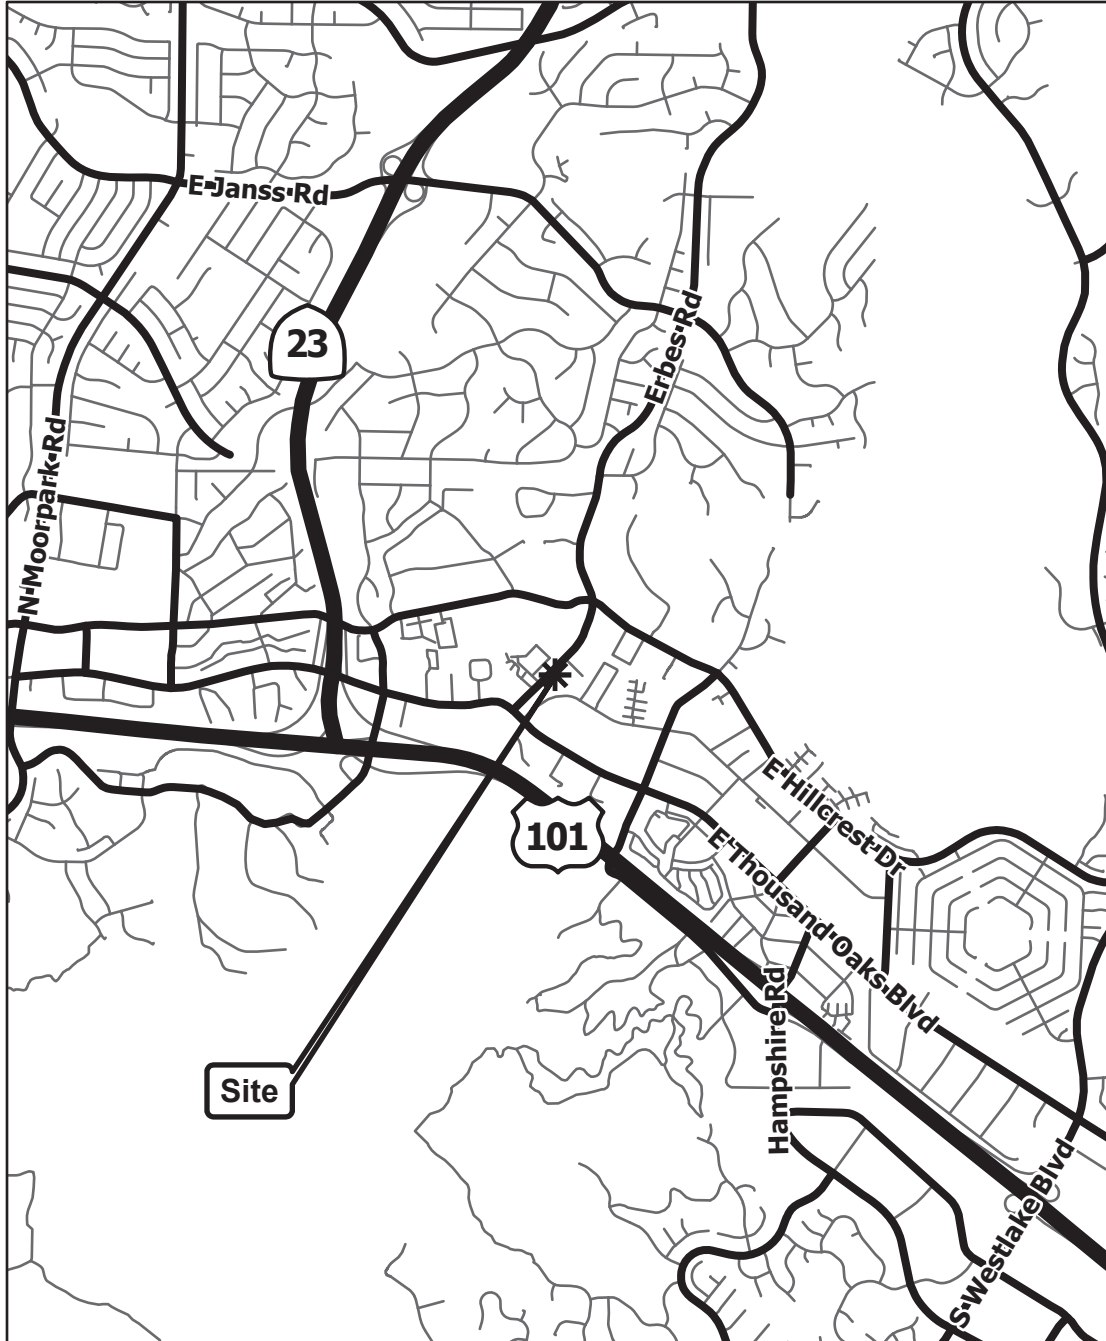 E Janss Rd
23
Erbes Rd
N Moorpark Rd
E Hillcrest Dr
101
E Thousand Oaks Blvd
Hampshire Rd
Site
S Westlake Blvd